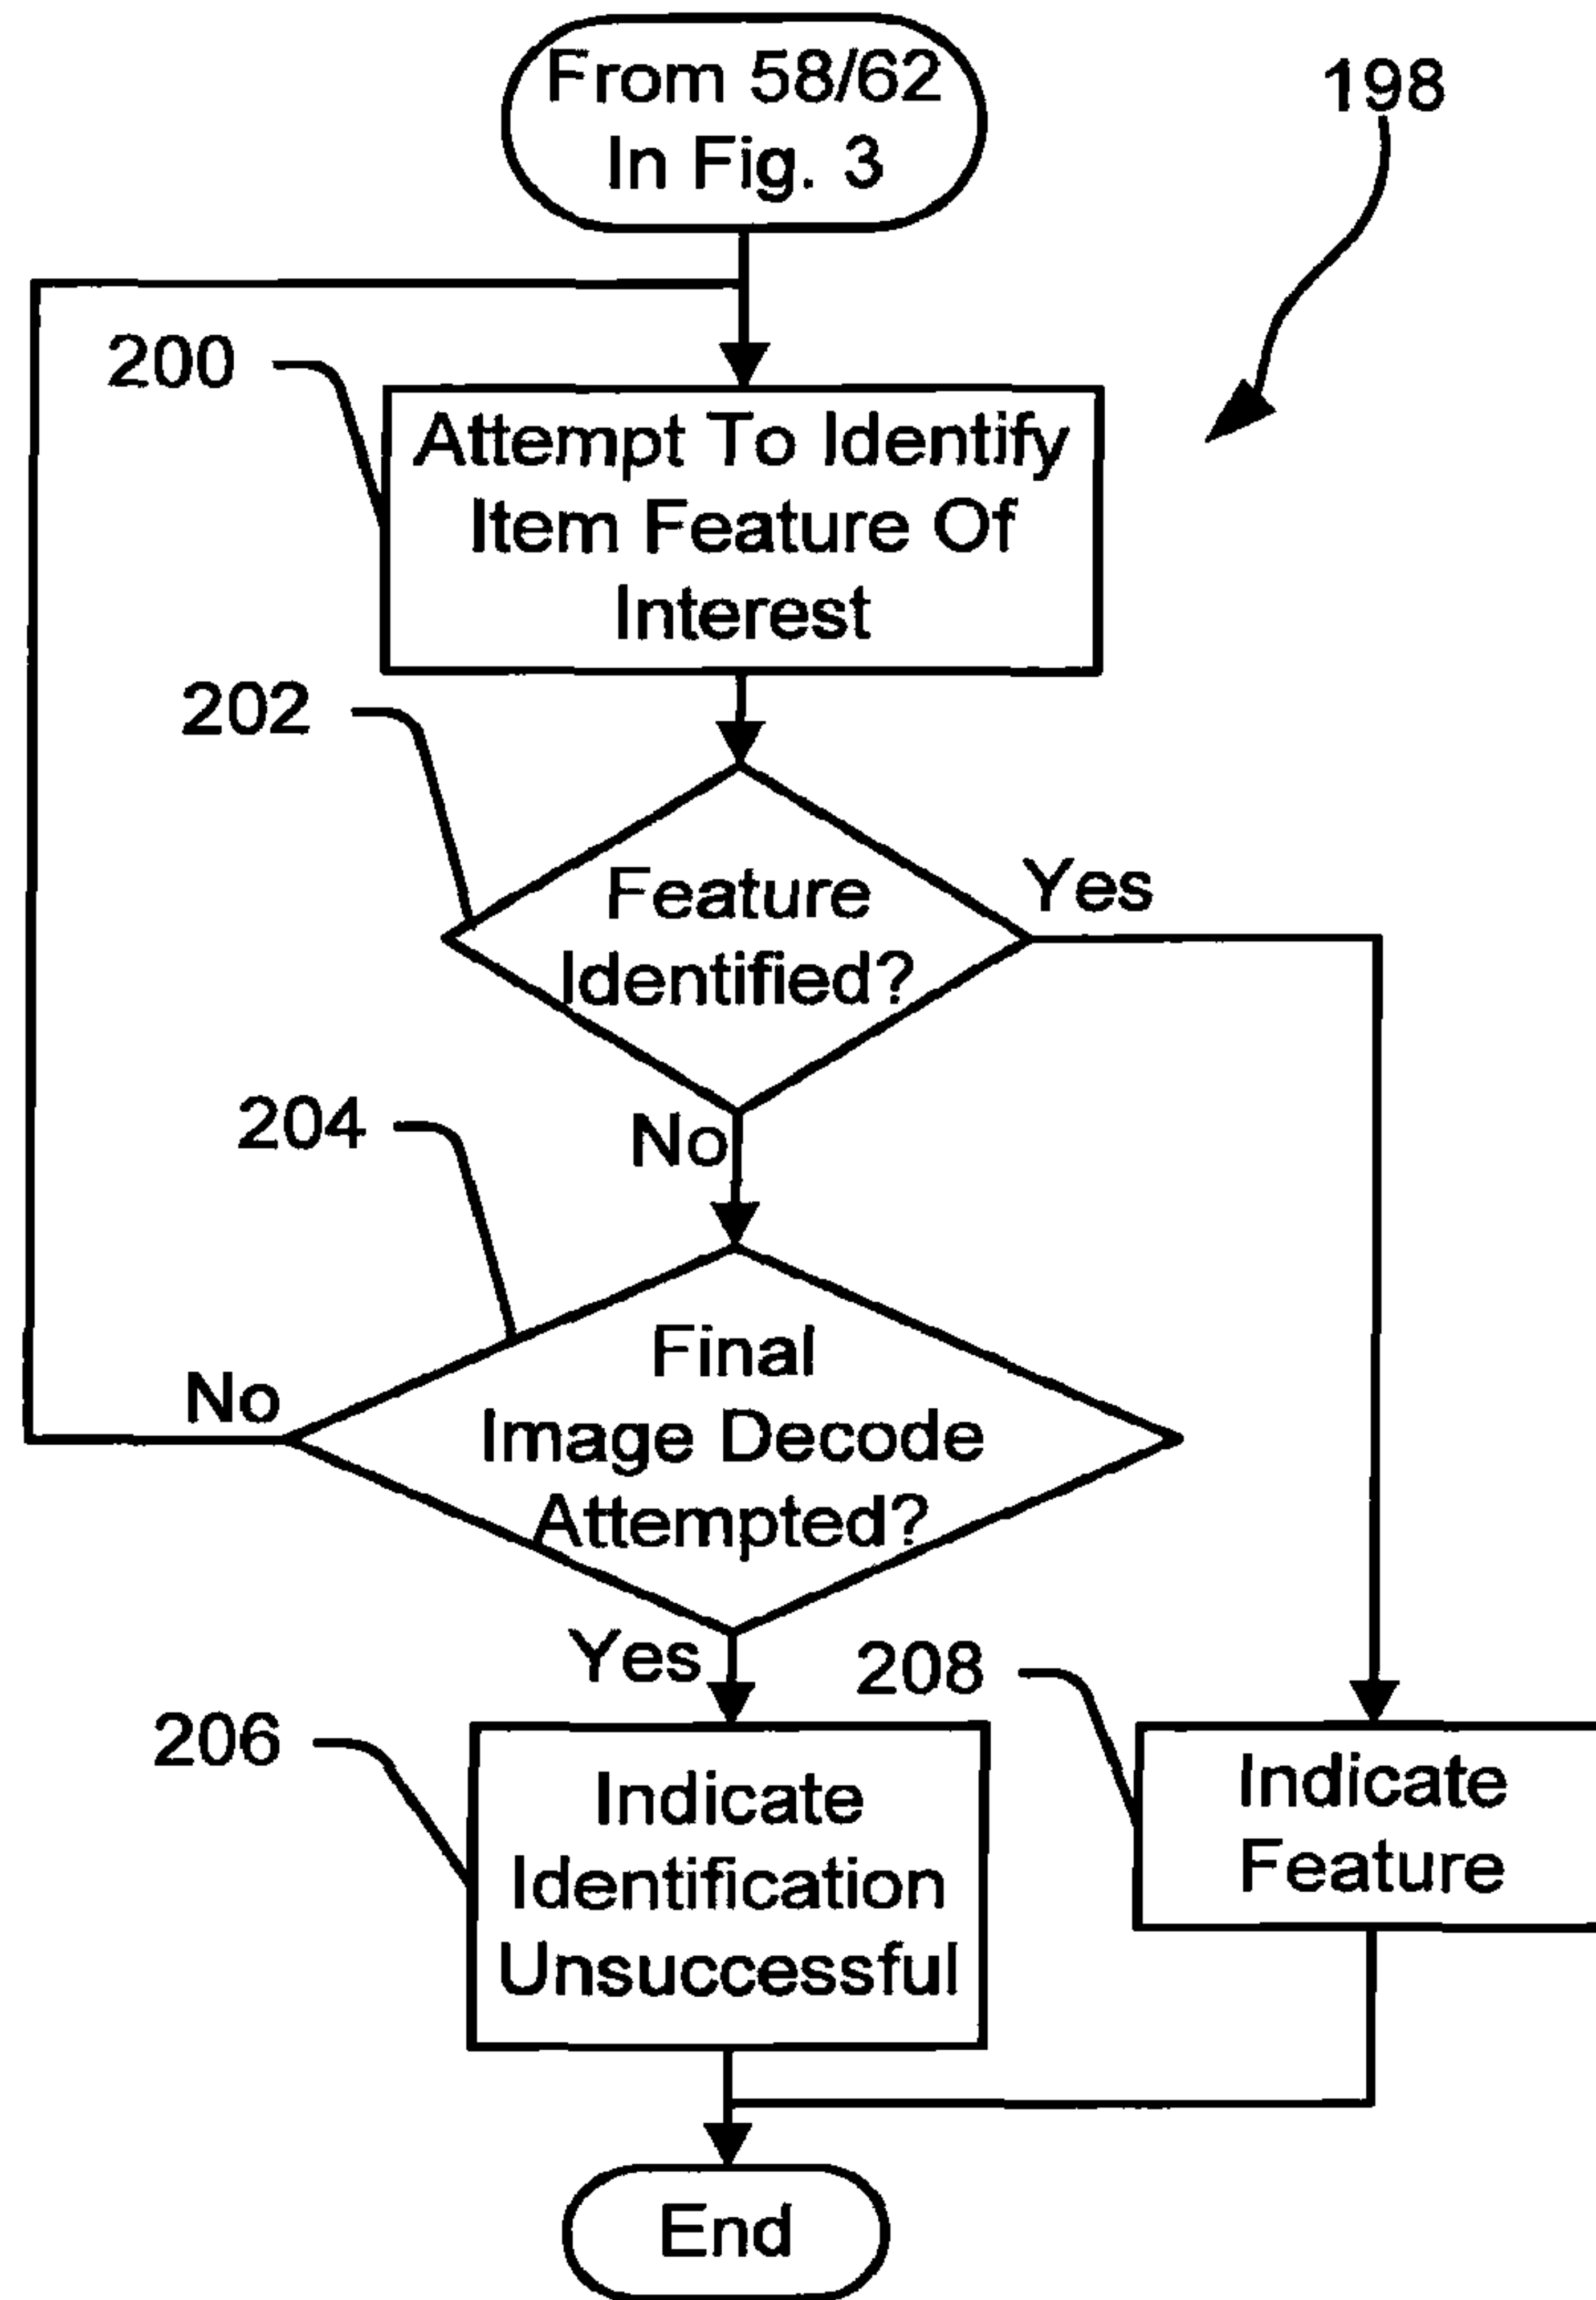 From 58/62
In Fig. 3
198
200
Attempt To Identify
Item Feature Of
Interest
202
Feature
Identified?
Yes
No
204
Final
Image Decode
Attempted?
No
Yes
206
Indicate
Identification
Unsuccessful
208
Indicate
Feature
End